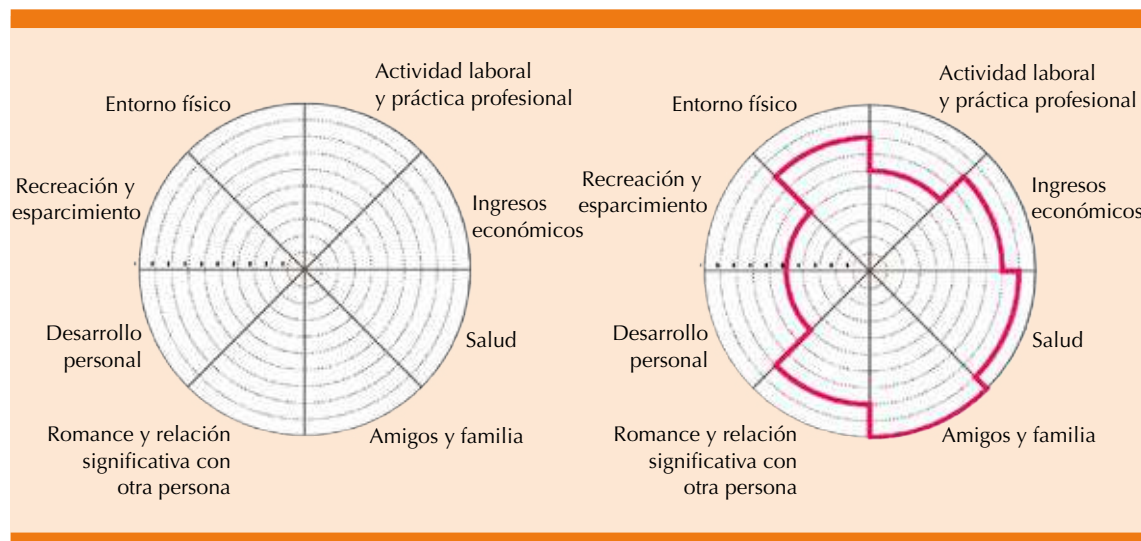 Entorno físico
Actividad laboral
y práctica profesional
Recreación y
esparcimiento
Ingresos
económicos
Desarrollo
personal
Salud
Romance y relación
significativa con
otra persona
Amigos y familia
Entorno físico
Actividad laboral
y práctica profesional
Recreación y
esparcimiento
Ingresos
económicos
Desarrollo
personal
Salud
Romance y relación
significativa con
otra persona
Amigos y familia